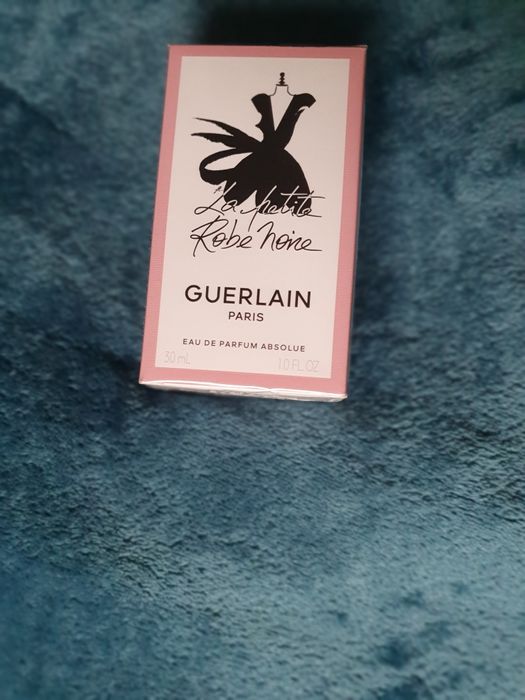 La petite
Robe Noire
GUERLAIN
PARIS
EAU DE PARFUM ABSOLUE
30 mL 1.0 FL.OZ